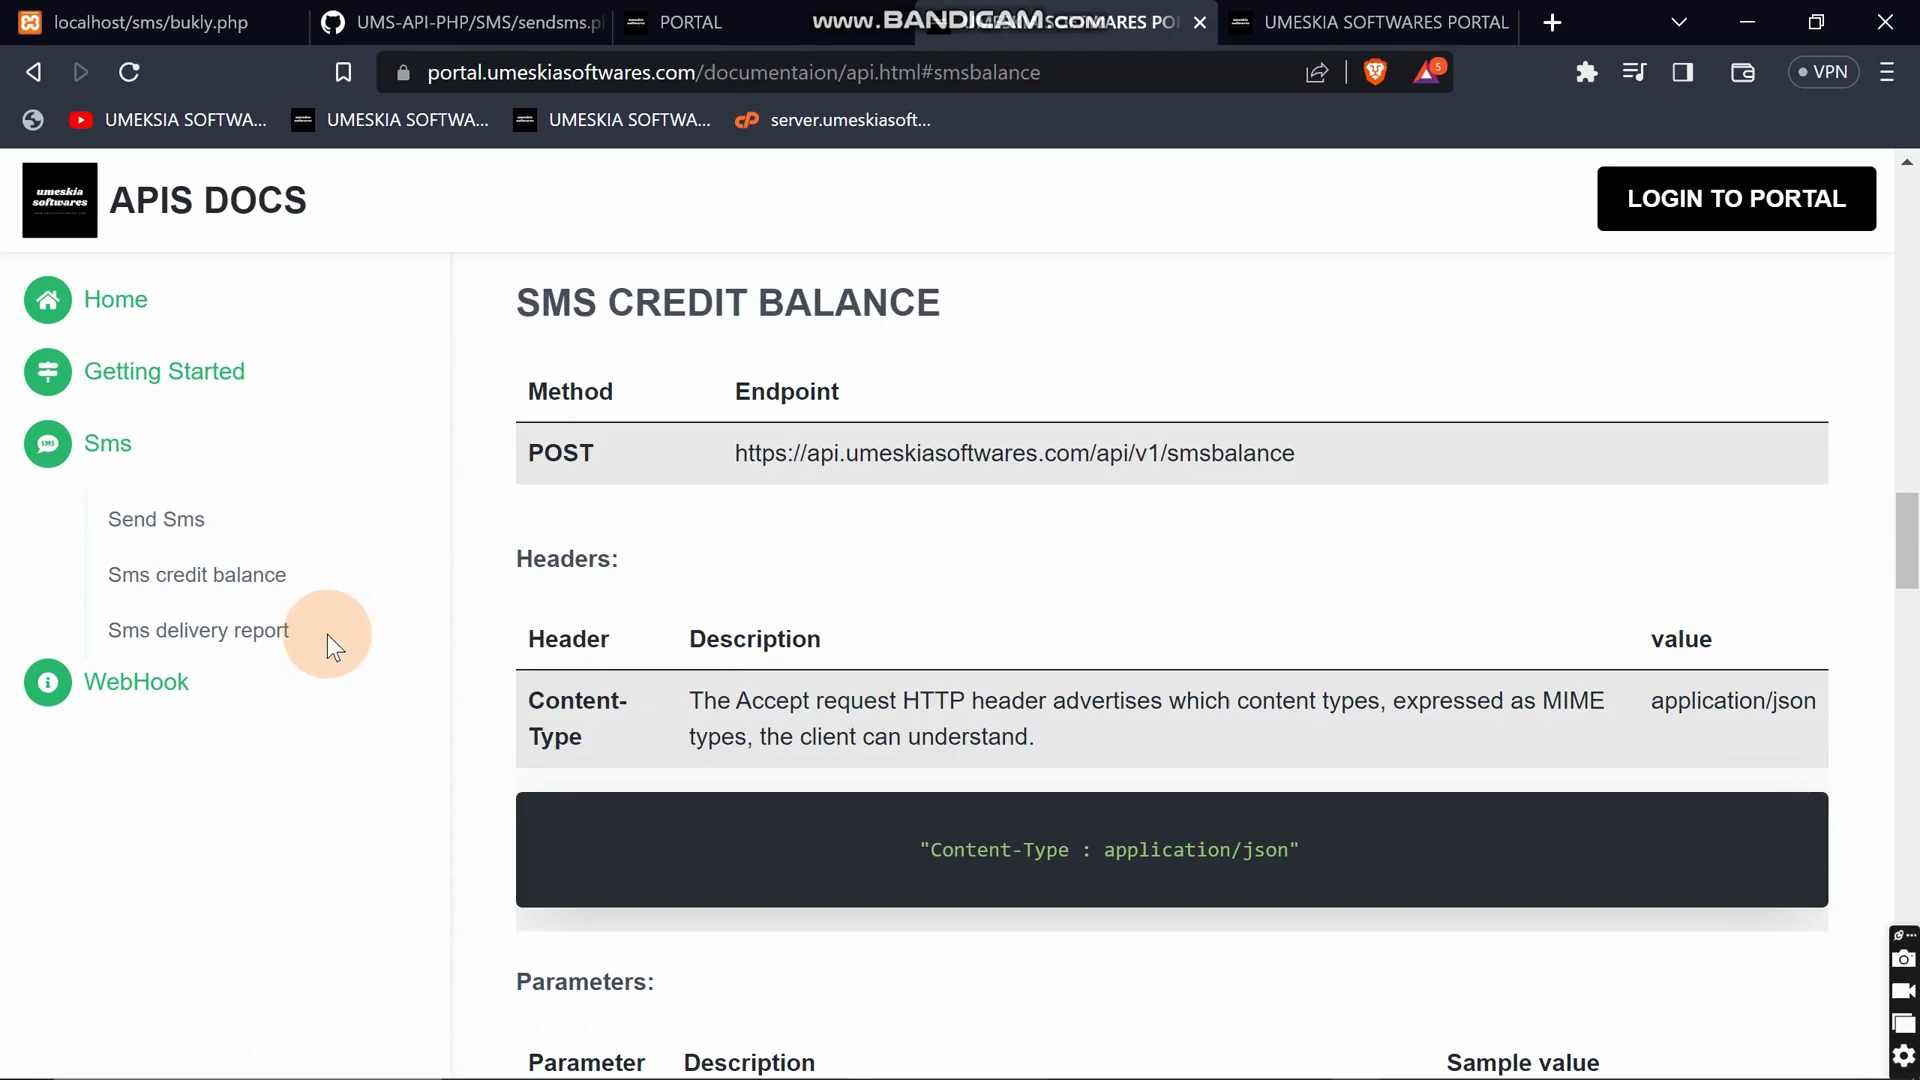 localhost/sms/bukly.php
UMS-API-PHP/SMS/sendsms.p
PORTAL
www.BANDICAM.com
UMESKIA SOFTWARES PORTAL
portal.umeskiasoftwares.com/documentaion/api.html#smsbalance
5
VPN
UMEKSIA SOFTWA...
UMESKIA SOFTWA...
UMESKIA SOFTWA...
server.umeskiasoft...
umeskia
softwares
APIS DOCS
LOGIN TO PORTAL
Home
Getting Started
SMS
Sms
Send Sms
Sms credit balance
Sms delivery report
WebHook
SMS CREDIT BALANCE
Method Endpoint
POST https://api.umeskiasoftwares.com/api/v1/smsbalance
Headers:
Header Description value
Content-Type The Accept request HTTP header advertises which content types, expressed as MIME application/json
types, the client can understand.
"Content-Type : application/json"
Parameters:
Parameter Description Sample value